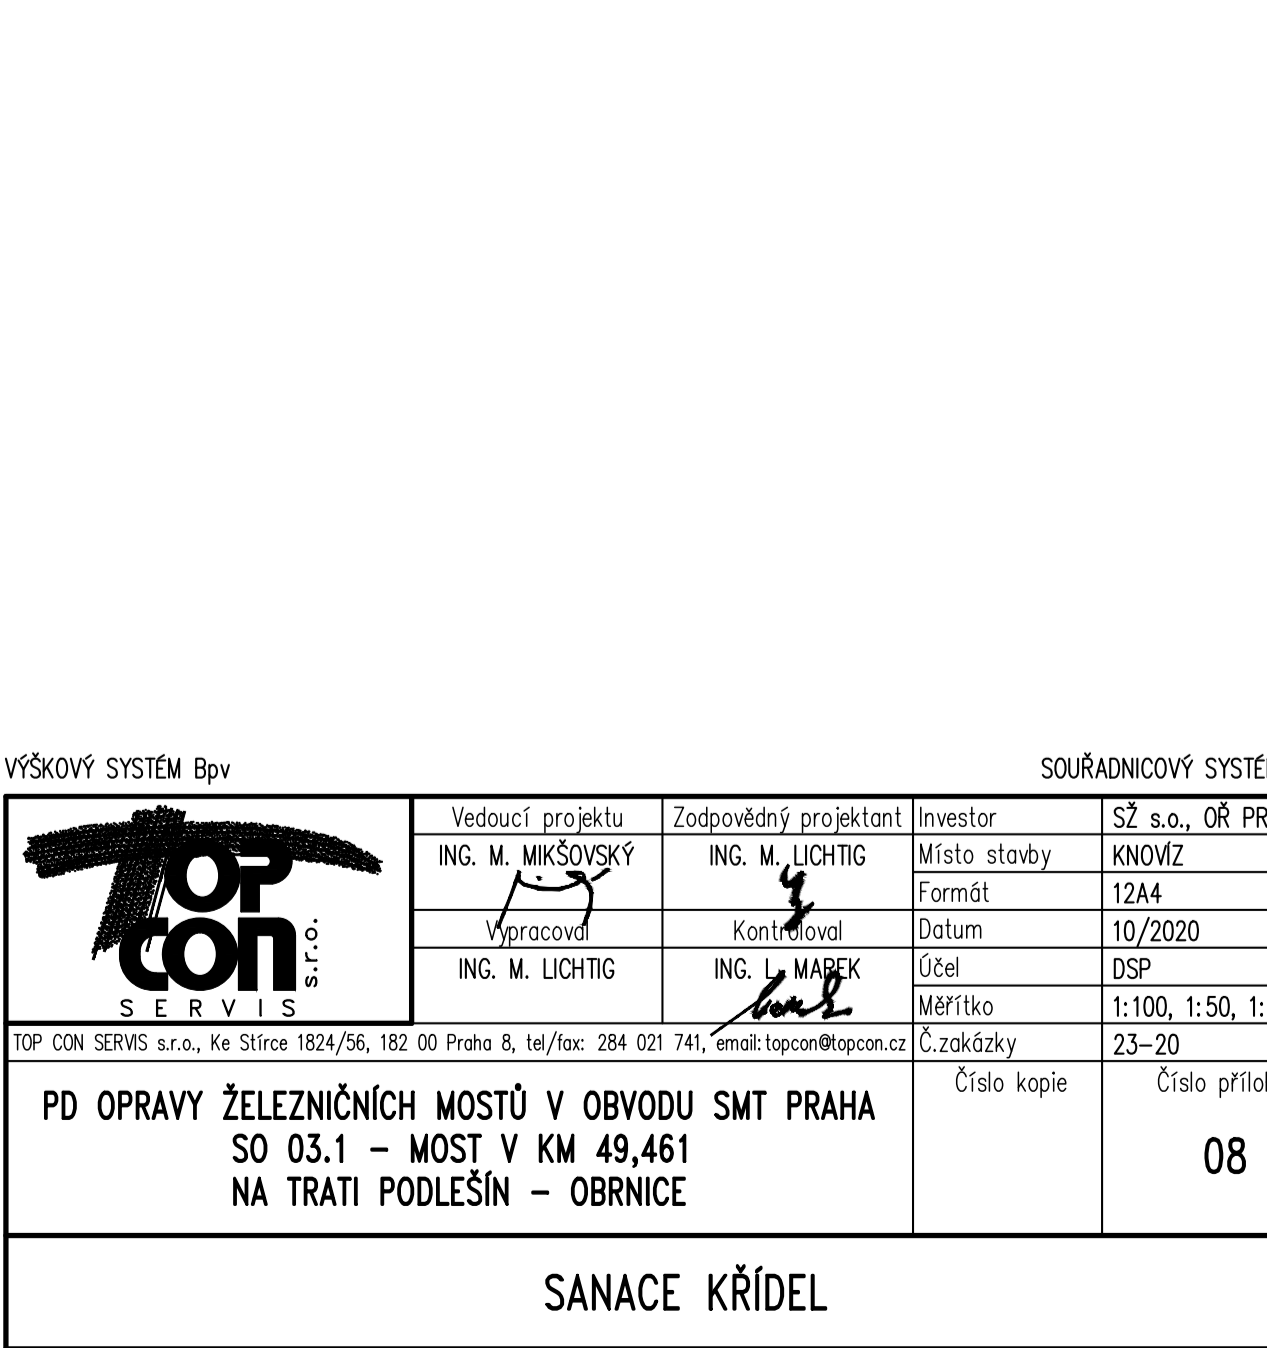 VÝŠKOVÝ SYSTÉM Bpv
SOUŘADNICOVÝ
TOP
CON
s.r.o.
SERVIS
Vedoucí projektu
Zodpovědný projektant
Investor
SŽ s.o., OŘ
ING. M. MIKŠOVSKÝ
ING. M. LICHTIG
Místo stavby
KNOVÍZ
Formát
12A4
Vypracoval
Kontroloval
Datum
10/2020
ING. M. LICHTIG
ING. L. MAREK
Účel
DSP
Měřítko
1:100, 1:50,
TOP CON SERVIS s.r.o., Ke Stírce 1824/56, 182 00 Praha 8, tel/fax: 284 021 741, email: topcon@topcon.cz
Č.zakázky
23-20
PD OPRAVY ŽELEZNIČNÍCH MOSTŮ V OBVODU SMT PRAHA
SO 03.1 – MOST V KM 49,461
NA TRATI PODLEŠÍN – OBRNICE
Číslo kopie
Číslo
08
SANACE KŘÍDEL